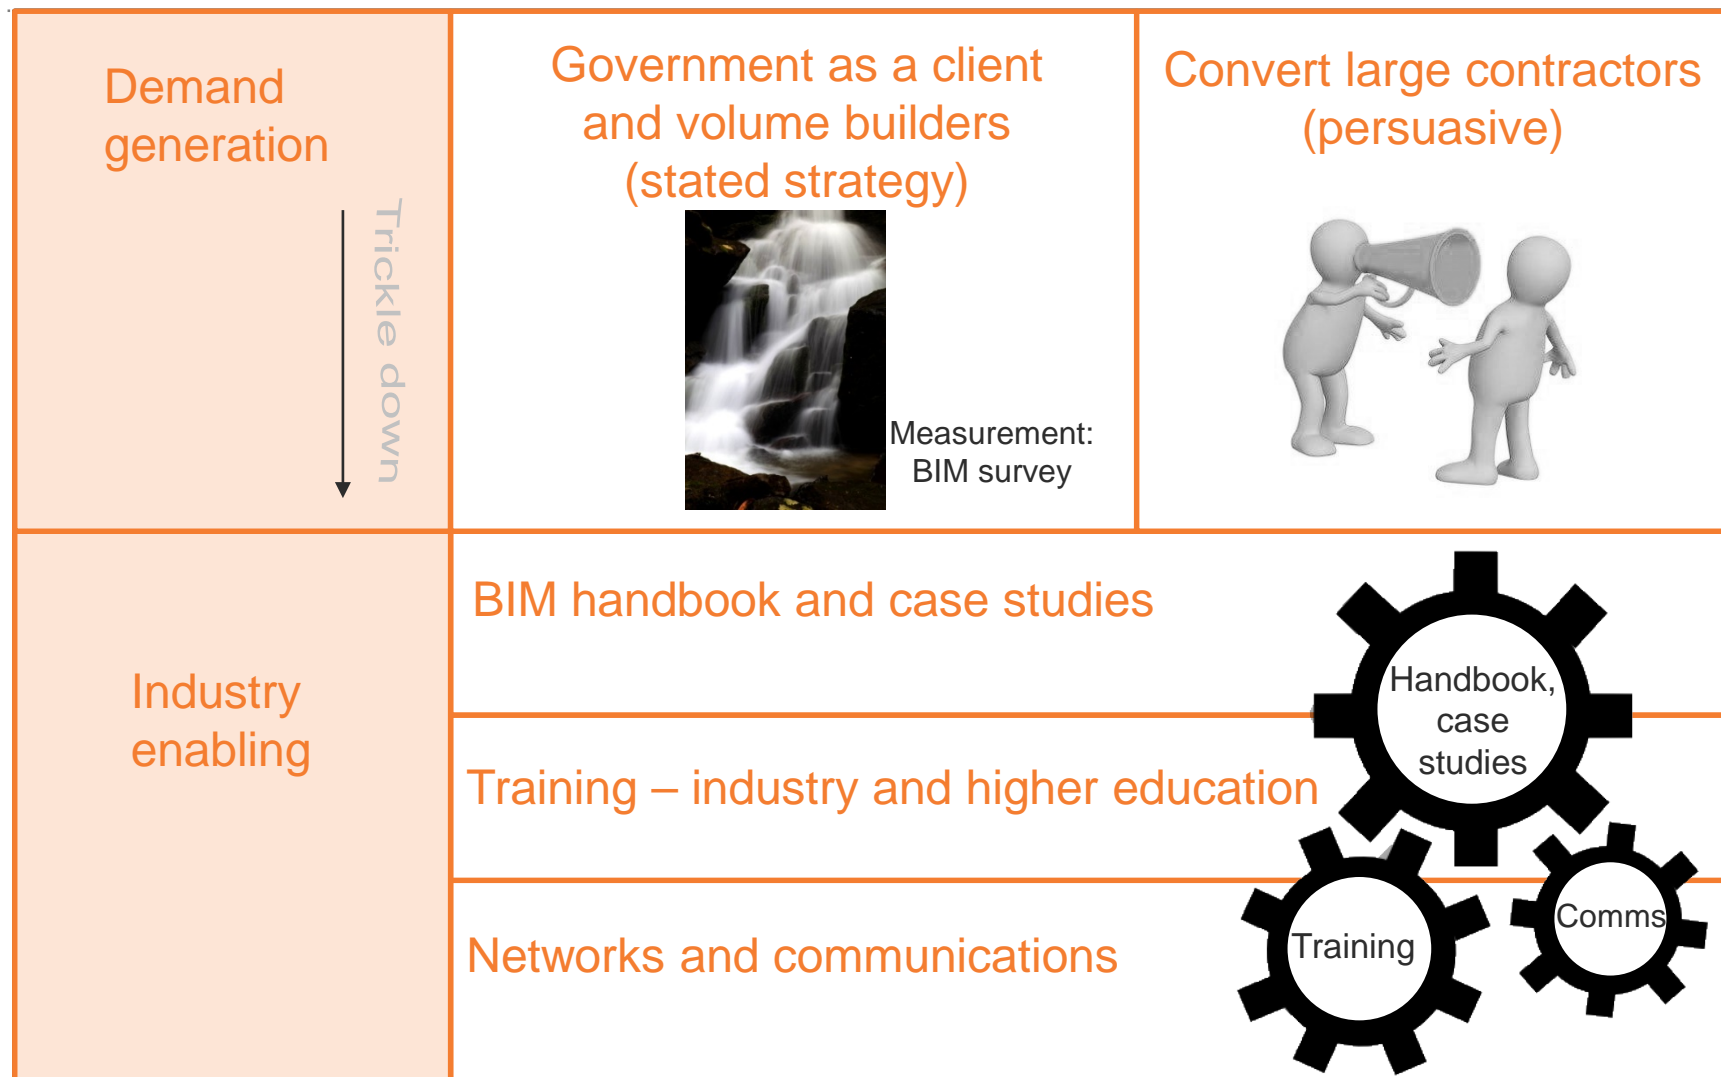 Demand
generation
Trickle down
Government as a client
and volume builders
(stated strategy)
Measurement:
BIM survey
Convert large contractors
(persuasive)
Industry
enabling
BIM handbook and case studies
Training – industry and higher education
Networks and communications
Handbook,
case
studies
Training
Comms